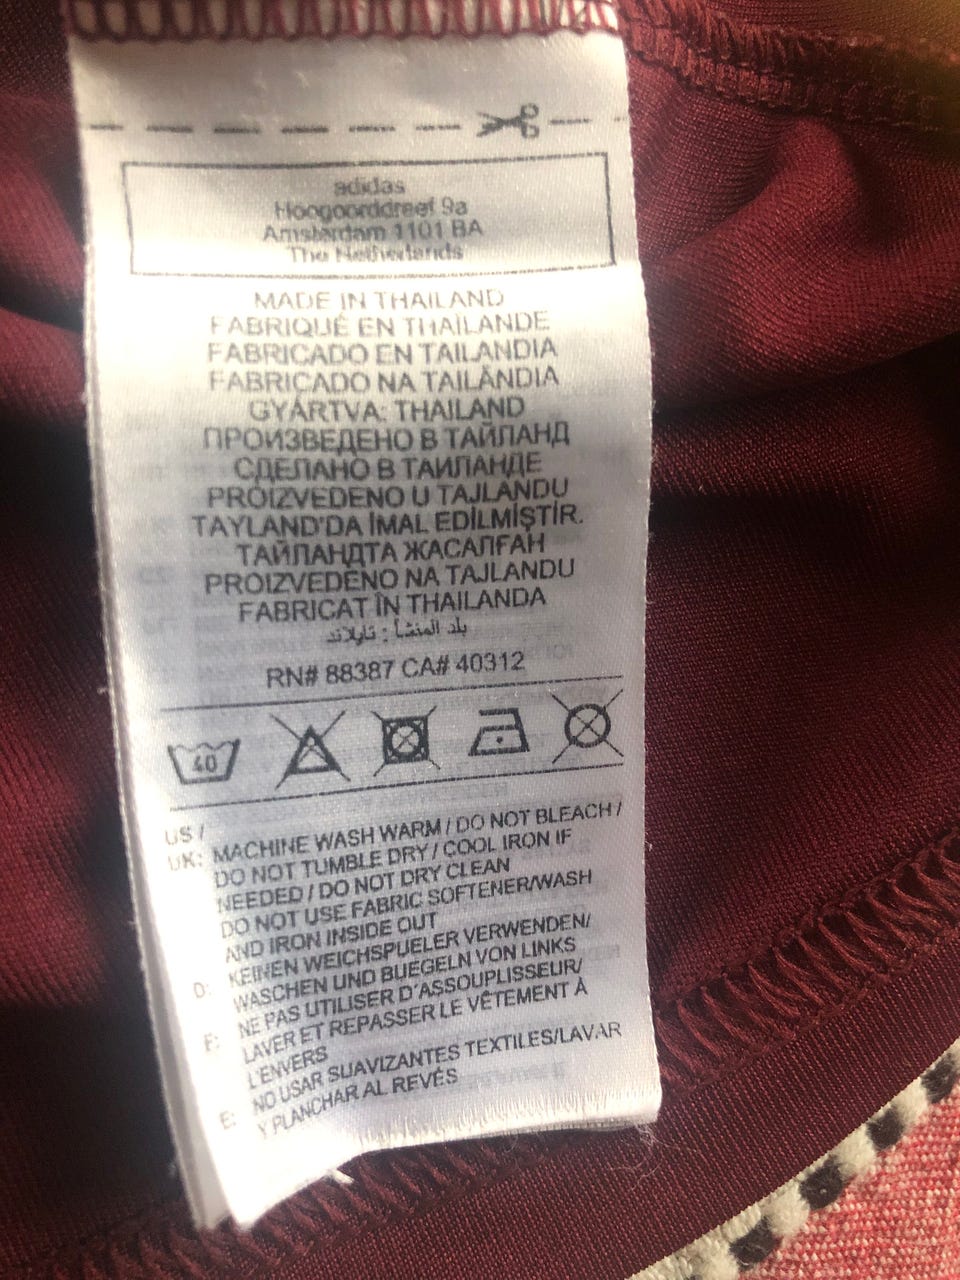 adidas
Hoogoorddreef 9a
Amsterdam 1101 BA
The Netherlands
MADE IN THAILAND
FABRIQUÉ EN THAÏLANDE
FABRICADO EN TAILANDIA
FABRICADO NA TAILÂNDIA
GYÁRTVA: THAILAND
ПРОИЗВЕДЕНО В ТАЙЛАНД
СДЕЛАНО В ТАИЛАНДЕ
PROIZVEDENO U TAJLANDU
TAYLAND'DA İMAL EDİLMİŞTİR.
ТАЙЛАНДТА ЖАСАЛҒАН
PROIZVEDENO NA TAJLANDU
FABRICAT ÎN THAILANDA
بلد المنشأ : تايلاند
RN# 88387 CA# 40312
40
US /
UK: MACHINE WASH WARM / DO NOT BLEACH /
DO NOT TUMBLE DRY / COOL IRON IF
NEEDED / DO NOT DRY CLEAN
DO NOT USE FABRIC SOFTENER/WASH
AND IRON INSIDE OUT
D: KEINEN WEICHSPUELER VERWENDEN/
WASCHEN UND BUEGELN VON LINKS
F: NE PAS UTILISER D'ASSOUPLISSEUR/
LAVER ET REPASSER LE VÊTEMENT À
L'ENVERS
E: NO USAR SUAVIZANTES TEXTILES/LAVAR
Y PLANCHAR AL REVÉS